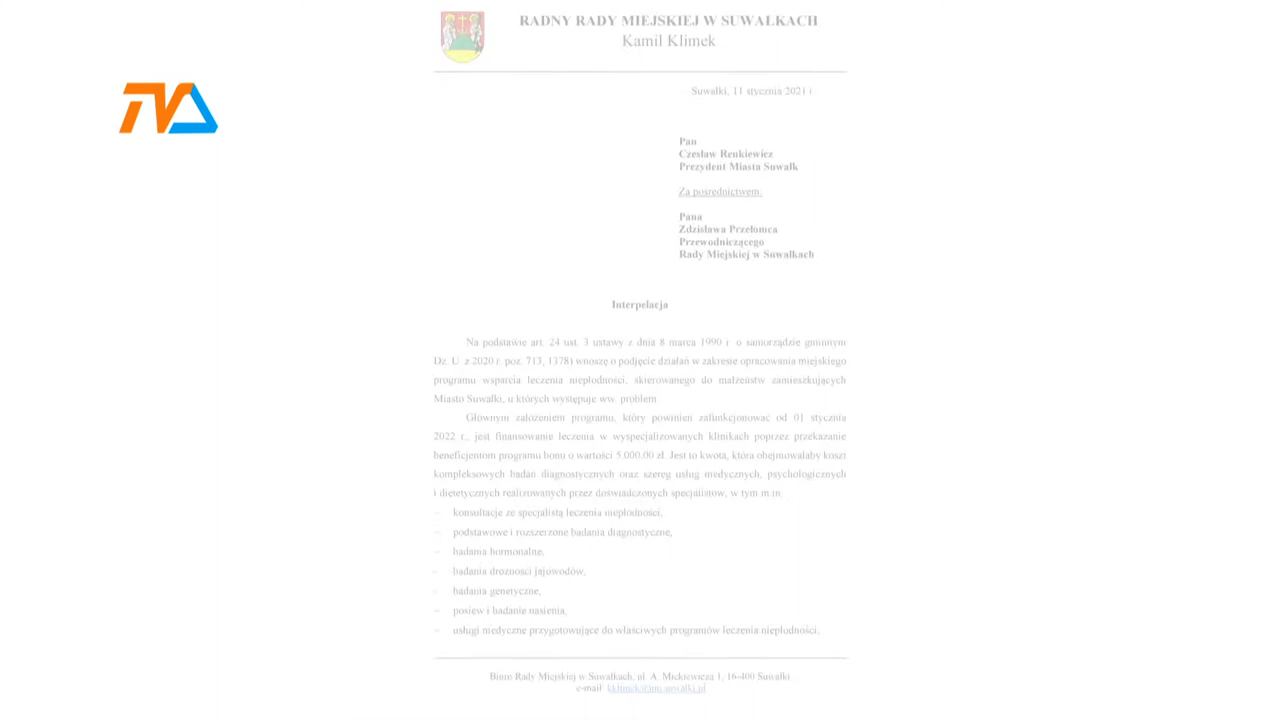 RADNY RADY MIEJSKIEJ W SUWAŁKACH
Kamil Klimek
TVA
Suwałki, 11 stycznia 2021 r
Pan
Czesław Renkiewicz
Prezydent Miasta Suwałk
Za pośrednictwem:
Pana
Zdzisława Przełomca
Przewodniczącego
Rady Miejskiej w Suwałkach
Interpelacja
Na podstawie art. 24 ust. 3 ustawy z dnia 8 marca 1990 r. o samorządzie gminnym
Dz. U. z 2020 r. poz. 713, 1378) wnoszę o podjęcie działań w zakresie opracowania miejskiego
programu wsparcia leczenia niepłodności, skierowanego do małżeństw zamieszkujących
Miasto Suwałki, u których występuje ww. problem.
Głównym założeniem programu, który powinien zafunkcjonować od 01 stycznia
2022 r., jest finansowanie leczenia w wyspecjalizowanych klinikach poprzez przekazanie
beneficjentom programu bonu o wartości 5.000,00 zł. Jest to kwota, która obejmowałaby koszt
kompleksowych badań diagnostycznych oraz szereg usług medycznych, psychologicznych
i dietetycznych realizowanych przez doświadczonych specjalistów, w tym m.in.
– konsultacje ze specjalistą leczenia niepłodności,
– podstawowe i rozszerzone badania diagnostyczne,
– badania hormonalne,
– badania drożności jajowodów,
– badania genetyczne,
– posiew i badanie nasienia,
– usługi medyczne przygotowujące do właściwych programów leczenia niepłodności.
Biuro Rady Miejskiej w Suwałkach, ul. A. Mickiewicza 1, 16-400 Suwałki
e-mail: kklimek@um.suwalki.pl